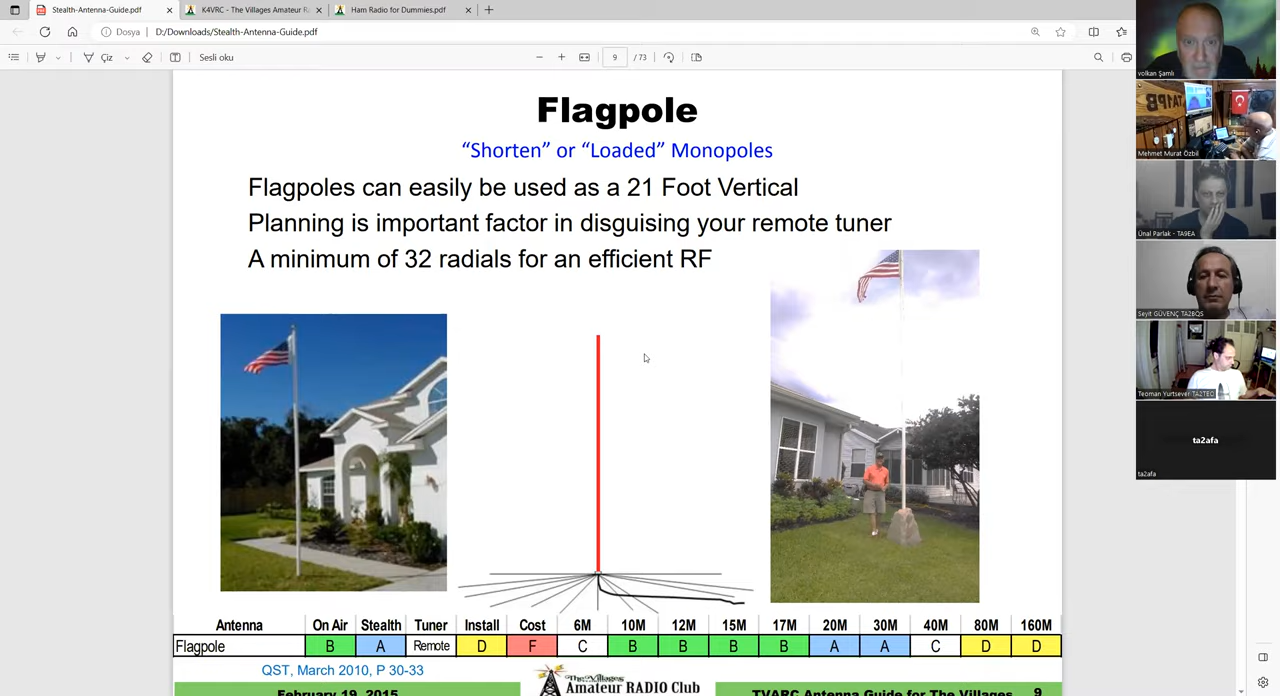 Stealth-Antenna-Guide.pdf
K4VRC - The Villages Amateur R
Ham Radio for Dummies.pdf
Dosya
D:/Downloads/Stealth-Antenna-Guide.pdf
Çiz
Sesli oku
9 / 73
Flagpole
“Shorten” or “Loaded” Monopoles
Flagpoles can easily be used as a 21 Foot Vertical
Planning is important factor in disguising your remote tuner
A minimum of 32 radials for an efficient RF
Antenna On Air Stealth Tuner Install Cost 6M 10M 12M 15M 17M 20M 30M 40M 80M 160M
Flagpole B A Remote D F C B B B B A A C D D
QST, March 2010, P 30-33
February 19, 2015
The Villages
Amateur RADIO Club
TVARC Antenna Guide for The Villages 9
volkan Şamlı
TA1PB
Mehmet Murat Özbil
Ünal Parlak - TA9EA
Seyit GÜVENÇ TA2BQS
Teoman Yurtsever TA2TEO
ta2afa
ta2afa